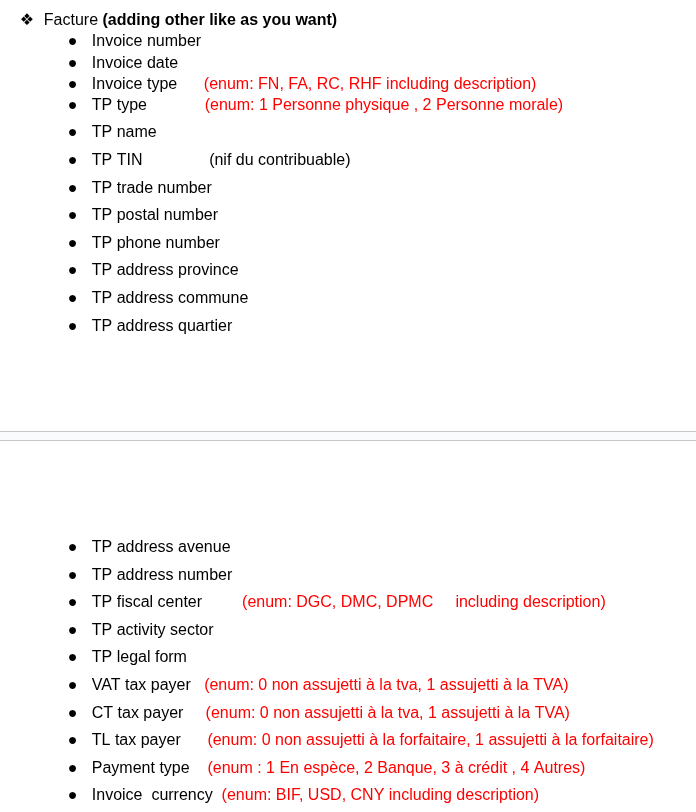 ❖ Facture (adding other like as you want)
● Invoice number
● Invoice date
● Invoice type (enum: FN, FA, RC, RHF including description)
● TP type (enum: 1 Personne physique , 2 Personne morale)
● TP name
● TP TIN (nif du contribuable)
● TP trade number
● TP postal number
● TP phone number
● TP address province
● TP address commune
● TP address quartier
● TP address avenue
● TP address number
● TP fiscal center (enum: DGC, DMC, DPMC including description)
● TP activity sector
● TP legal form
● VAT tax payer (enum: 0 non assujetti à la tva, 1 assujetti à la TVA)
● CT tax payer (enum: 0 non assujetti à la tva, 1 assujetti à la TVA)
● TL tax payer (enum: 0 non assujetti à la forfaitaire, 1 assujetti à la forfaitaire)
● Payment type (enum : 1 En espèce, 2 Banque, 3 à crédit , 4 Autres)
● Invoice currency (enum: BIF, USD, CNY including description)